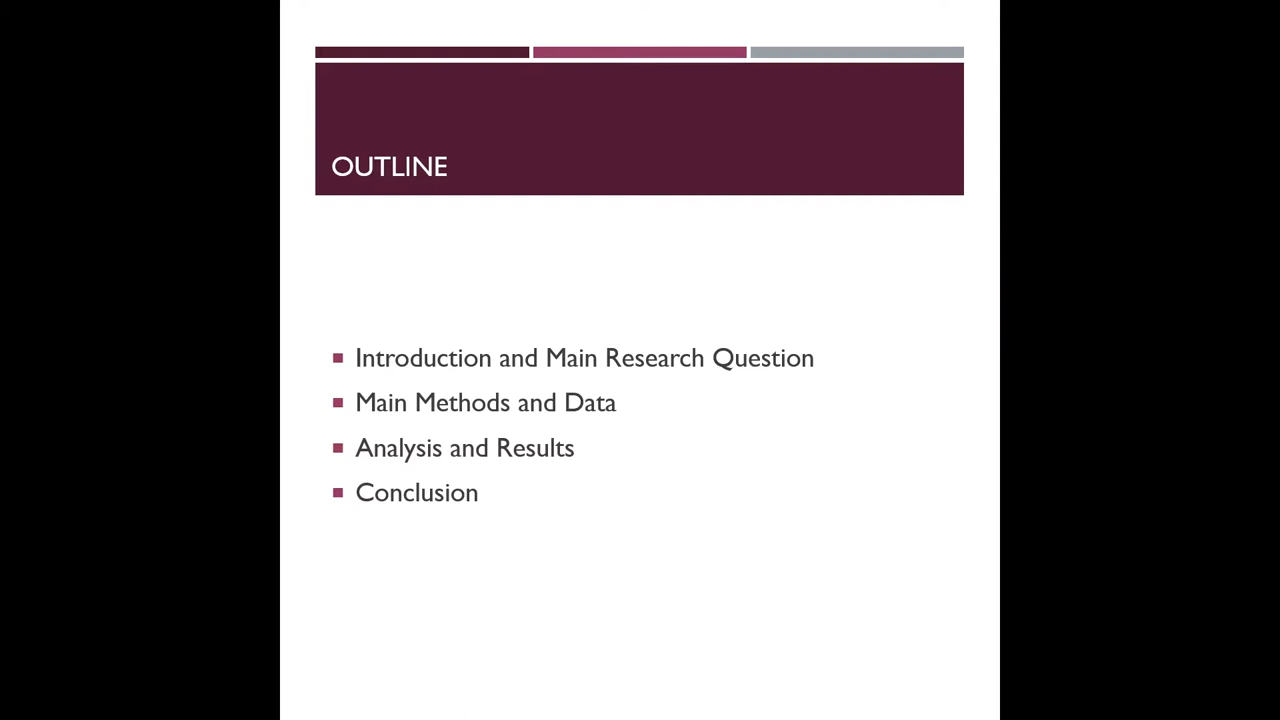 OUTLINE
Introduction and Main Research Question
Main Methods and Data
Analysis and Results
Conclusion